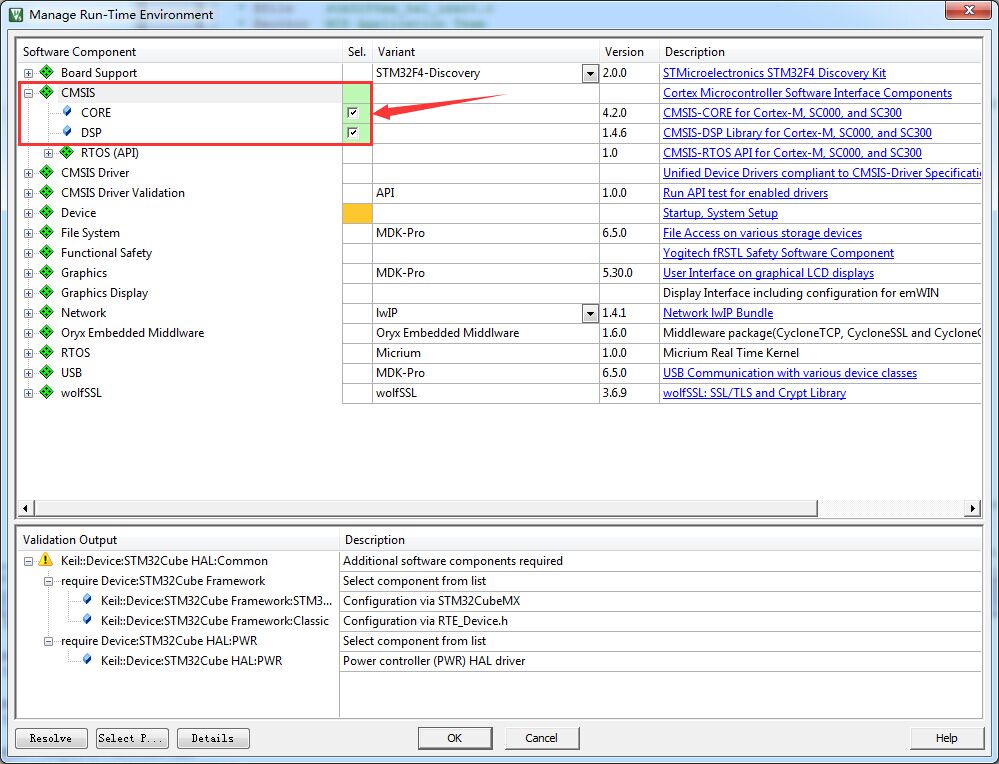 Manage Run-Time Environment
Software Component Sel. Variant Version Description
Board Support STM32F4-Discovery 2.0.0 STMicroelectronics STM32F4 Discovery Kit
CMSIS Cortex Microcontroller Software Interface Components
CORE 4.2.0 CMSIS-CORE for Cortex-M, SC000, and SC300
DSP 1.4.6 CMSIS-DSP Library for Cortex-M, SC000, and SC300
RTOS (API) 1.0 CMSIS-RTOS API for Cortex-M, SC000, and SC300
CMSIS Driver Unified Device Drivers compliant to CMSIS-Driver Specificati
CMSIS Driver Validation API 1.0.0 Run API test for enabled drivers
Device Startup, System Setup
File System MDK-Pro 6.5.0 File Access on various storage devices
Functional Safety Yogitech fRSTL Safety Software Component
Graphics MDK-Pro 5.30.0 User Interface on graphical LCD displays
Graphics Display Display Interface including configuration for emWIN
Network lwIP 1.4.1 Network lwIP Bundle
Oryx Embedded Middlware Oryx Embedded Middlware 1.6.0 Middleware package(CycloneTCP, CycloneSSL and Cyclone
RTOS Micrium 1.0.0 Micrium Real Time Kernel
USB MDK-Pro 6.5.0 USB Communication with various device classes
wolfSSL wolfSSL 3.6.9 wolfSSL: SSL/TLS and Crypt Library
Validation Output Description
Keil::Device:STM32Cube HAL:Common Additional software components required
require Device:STM32Cube Framework Select component from list
Keil::Device:STM32Cube Framework:STM3... Configuration via STM32CubeMX
Keil::Device:STM32Cube Framework:Classic Configuration via RTE_Device.h
require Device:STM32Cube HAL:PWR Select component from list
Keil::Device:STM32Cube HAL:PWR Power controller (PWR) HAL driver
Resolve Select P... Details OK Cancel Help